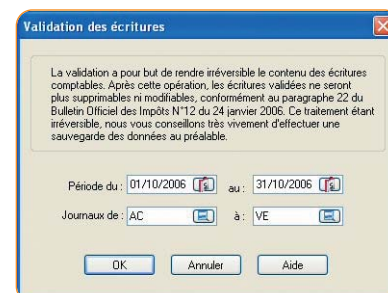 Validation des écritures
La validation a pour but de rendre irréversible le contenu des écritures
comptables. Après cette opération, les écritures validées ne seront
plus supprimables ni modifiables, conformément au paragraphe 22 du
Bulletin Officiel des Impôts N°12 du 24 janvier 2006. Ce traitement étant
irréversible, nous vous conseillons très vivement d'effectuer une
sauvegarde des données au préalable.
Période du : 01/10/2006 au : 31/10/2006
Journaux de : AC à : VE
OK Annuler Aide